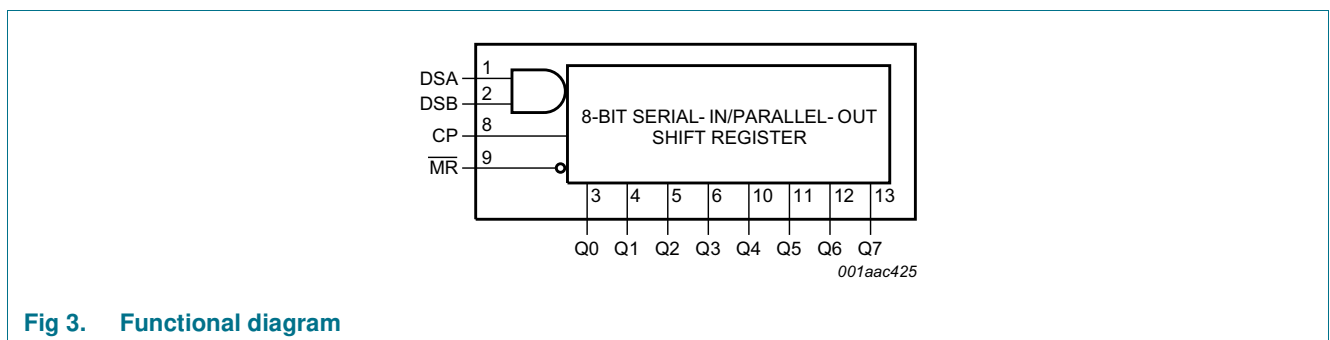 DSA 1
DSB 2
CP 8
MR 9
8-BIT SERIAL- IN/PARALLEL- OUT
SHIFT REGISTER
3 4 5 6 10 11 12 13
Q0 Q1 Q2 Q3 Q4 Q5 Q6 Q7
001aac425
Fig 3. Functional diagram